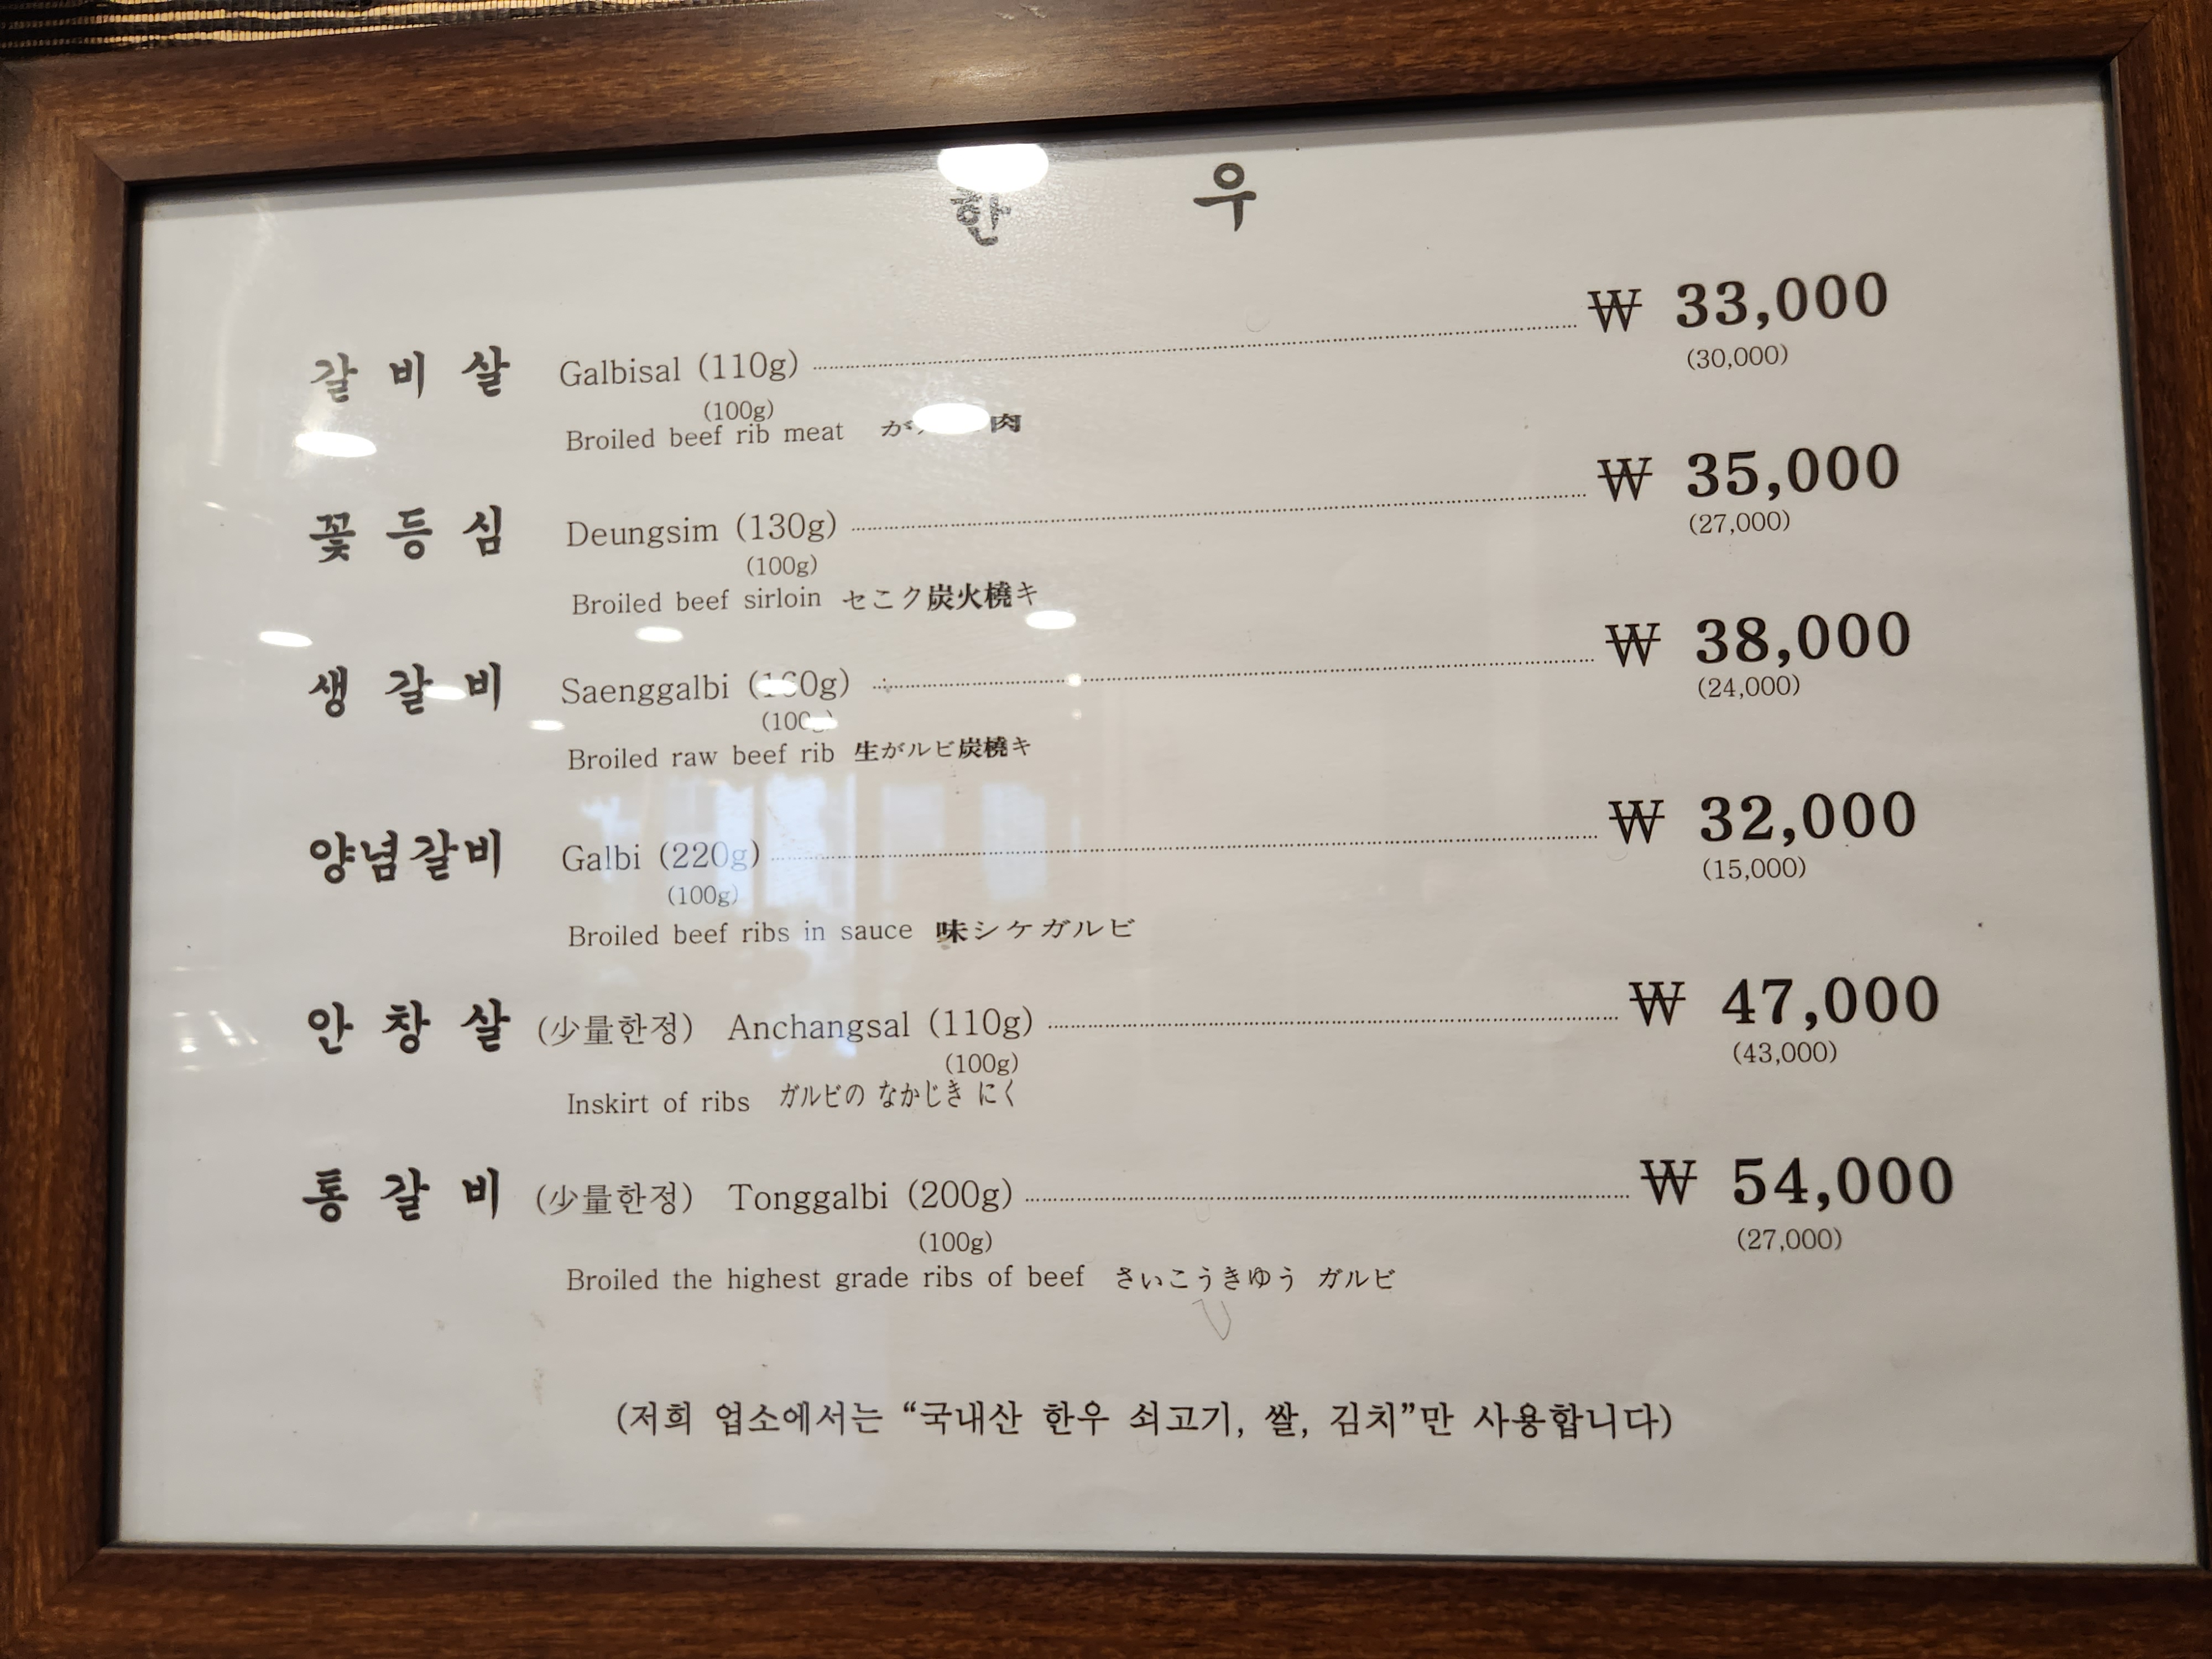 한 우
갈 비 살 Galbisal (110g) ₩ 33,000
(100g) (30,000)
Broiled beef rib meat 肉
꽃 등 심 Deungsim (130g) ₩ 35,000
(100g) (27,000)
Broiled beef sirloin セこク炭火橈キ
생 갈 비 Saenggalbi (160g) ₩ 38,000
(100g) (24,000)
Broiled raw beef rib 生がルビ炭橈キ
양념갈비 Galbi (220g) ₩ 32,000
(100g) (15,000)
Broiled beef ribs in sauce 味シケガルビ
안 창 살 (少量한정) Anchangsal (110g) ₩ 47,000
(100g) (43,000)
Inskirt of ribs ガルビの なかじき にく
통 갈 비 (少量한정) Tonggalbi (200g) ₩ 54,000
(100g) (27,000)
Broiled the highest grade ribs of beef さいこうきゆう ガルビ
(저희 업소에서는 “국내산 한우 쇠고기, 쌀, 김치”만 사용합니다)